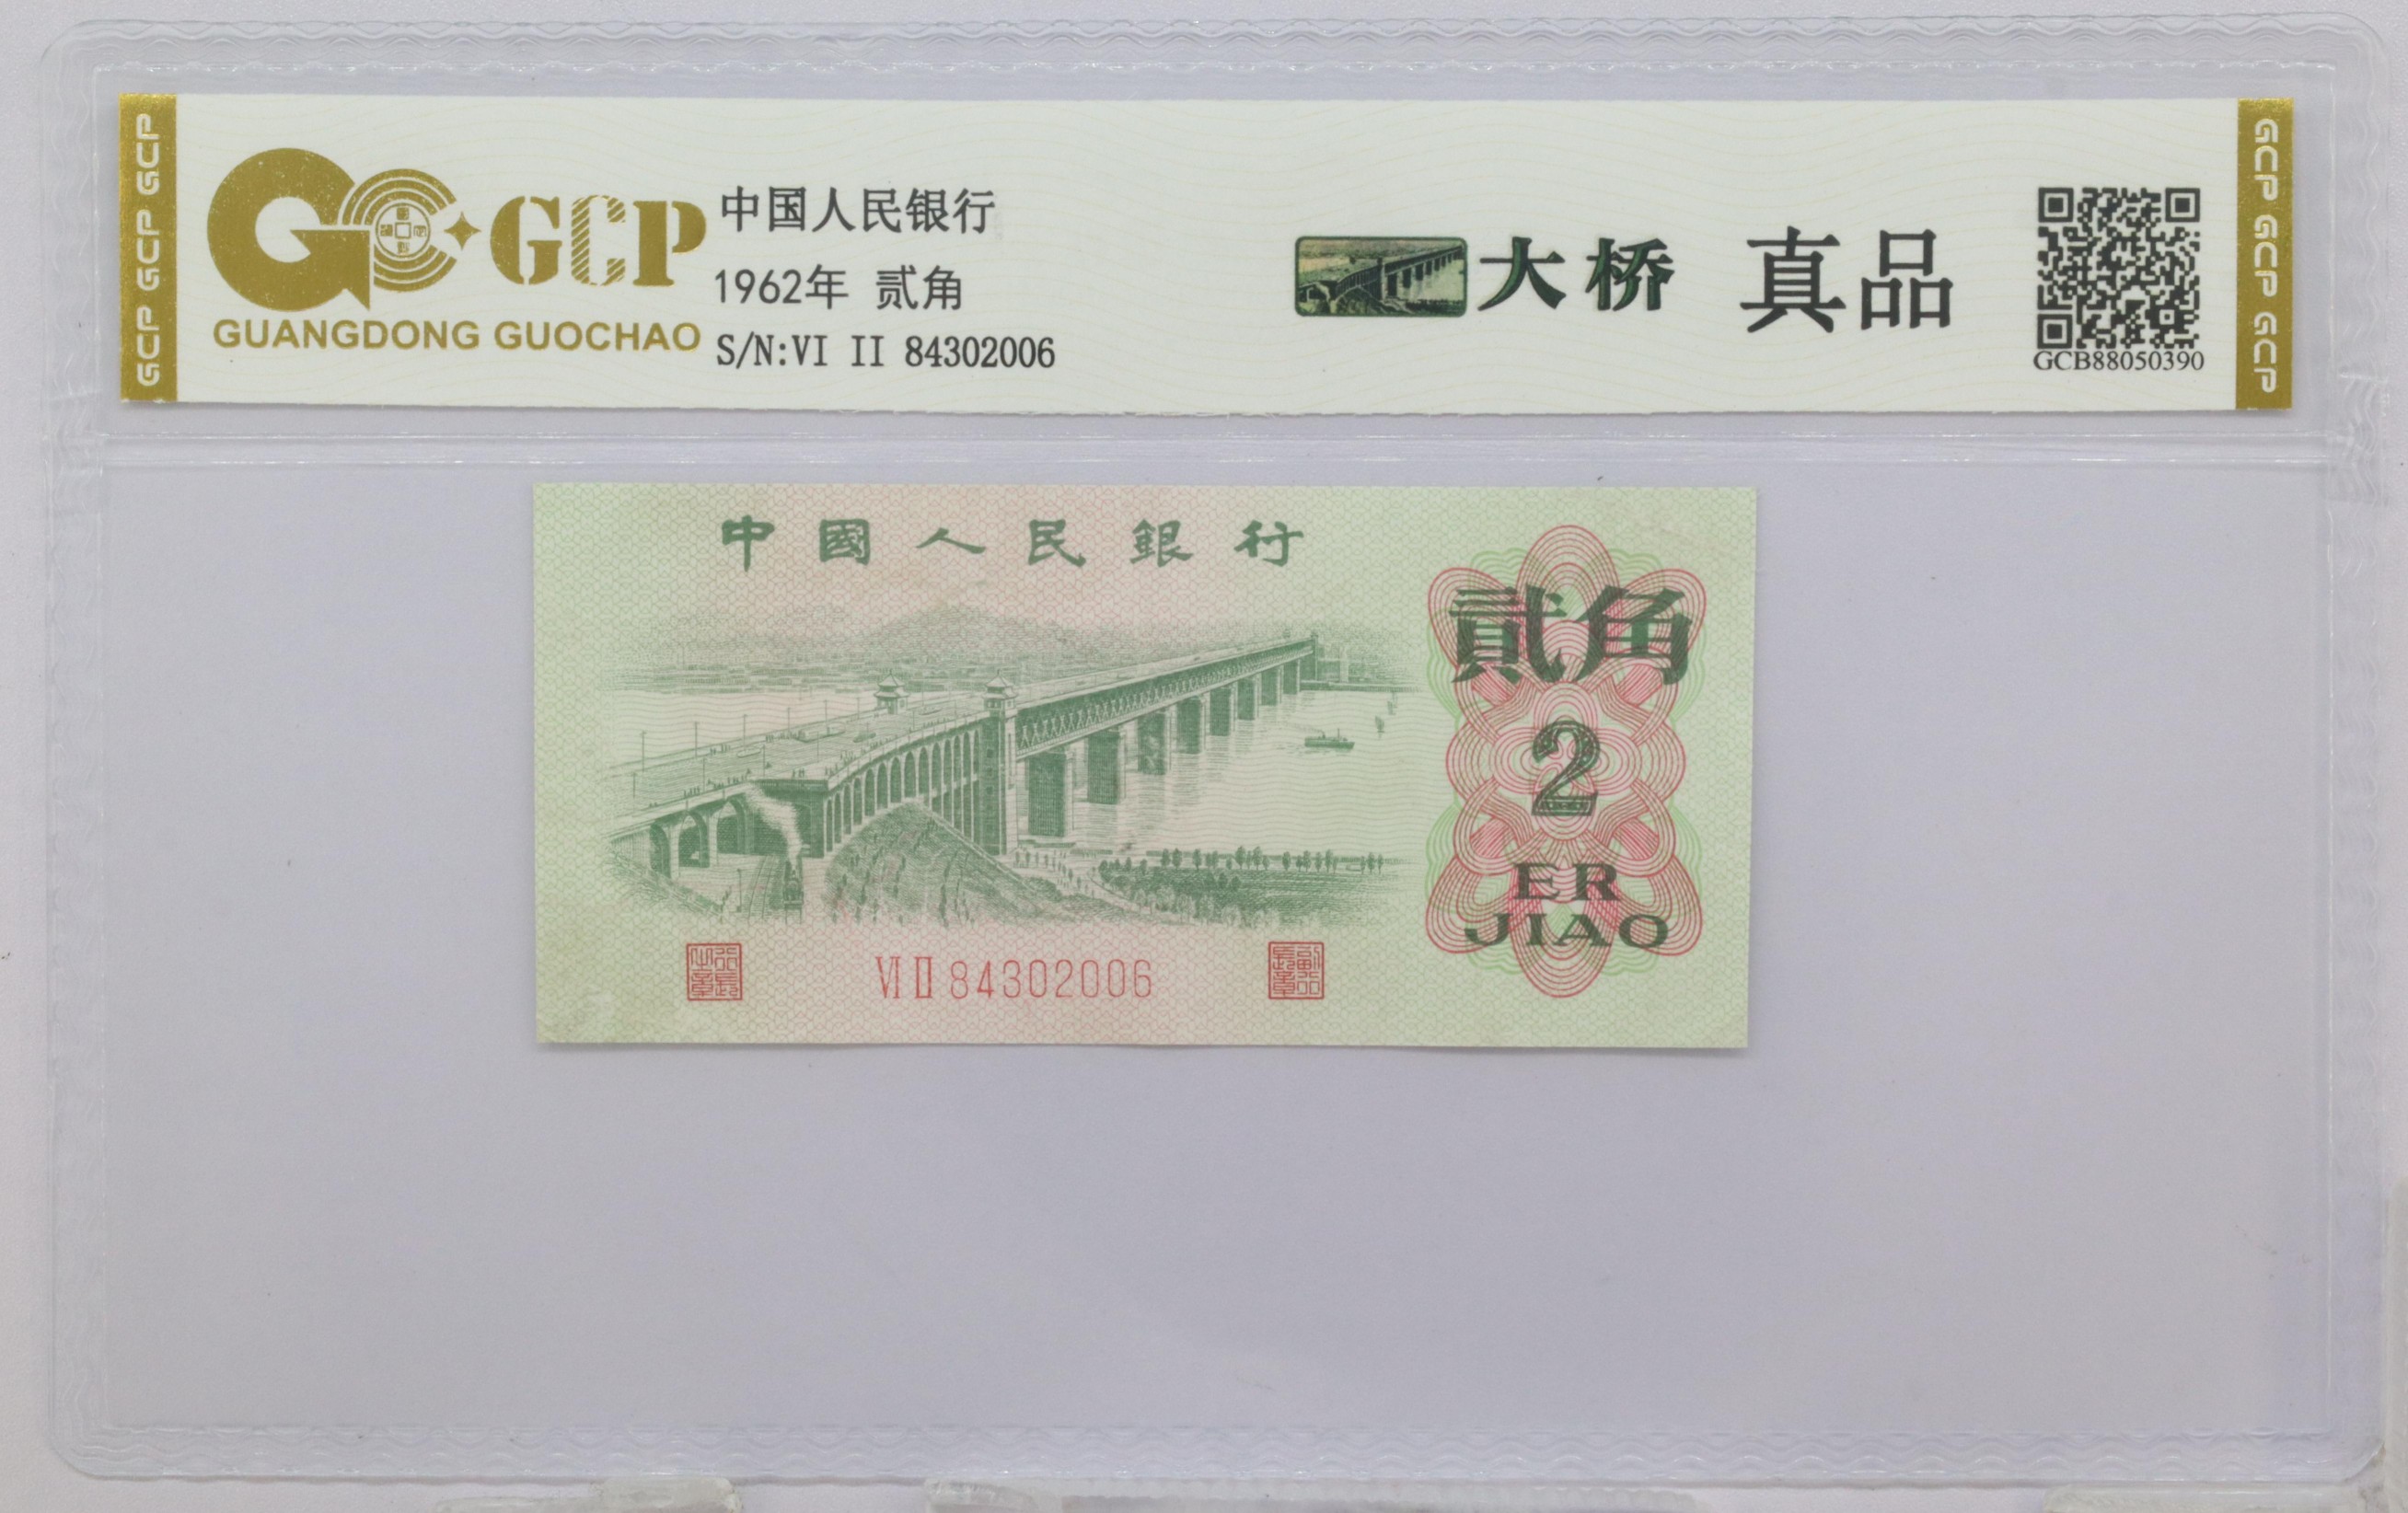 GCP GCP GCP
GCP
GUANGDONG GUOCHAO
中国人民银行
1962年 贰角
S/N:VI II 84302006
大桥 真品
GCB88050390
GCP GCP GCP
中國人民銀行
貳角
2
ER
JIAO
VI II 84302006